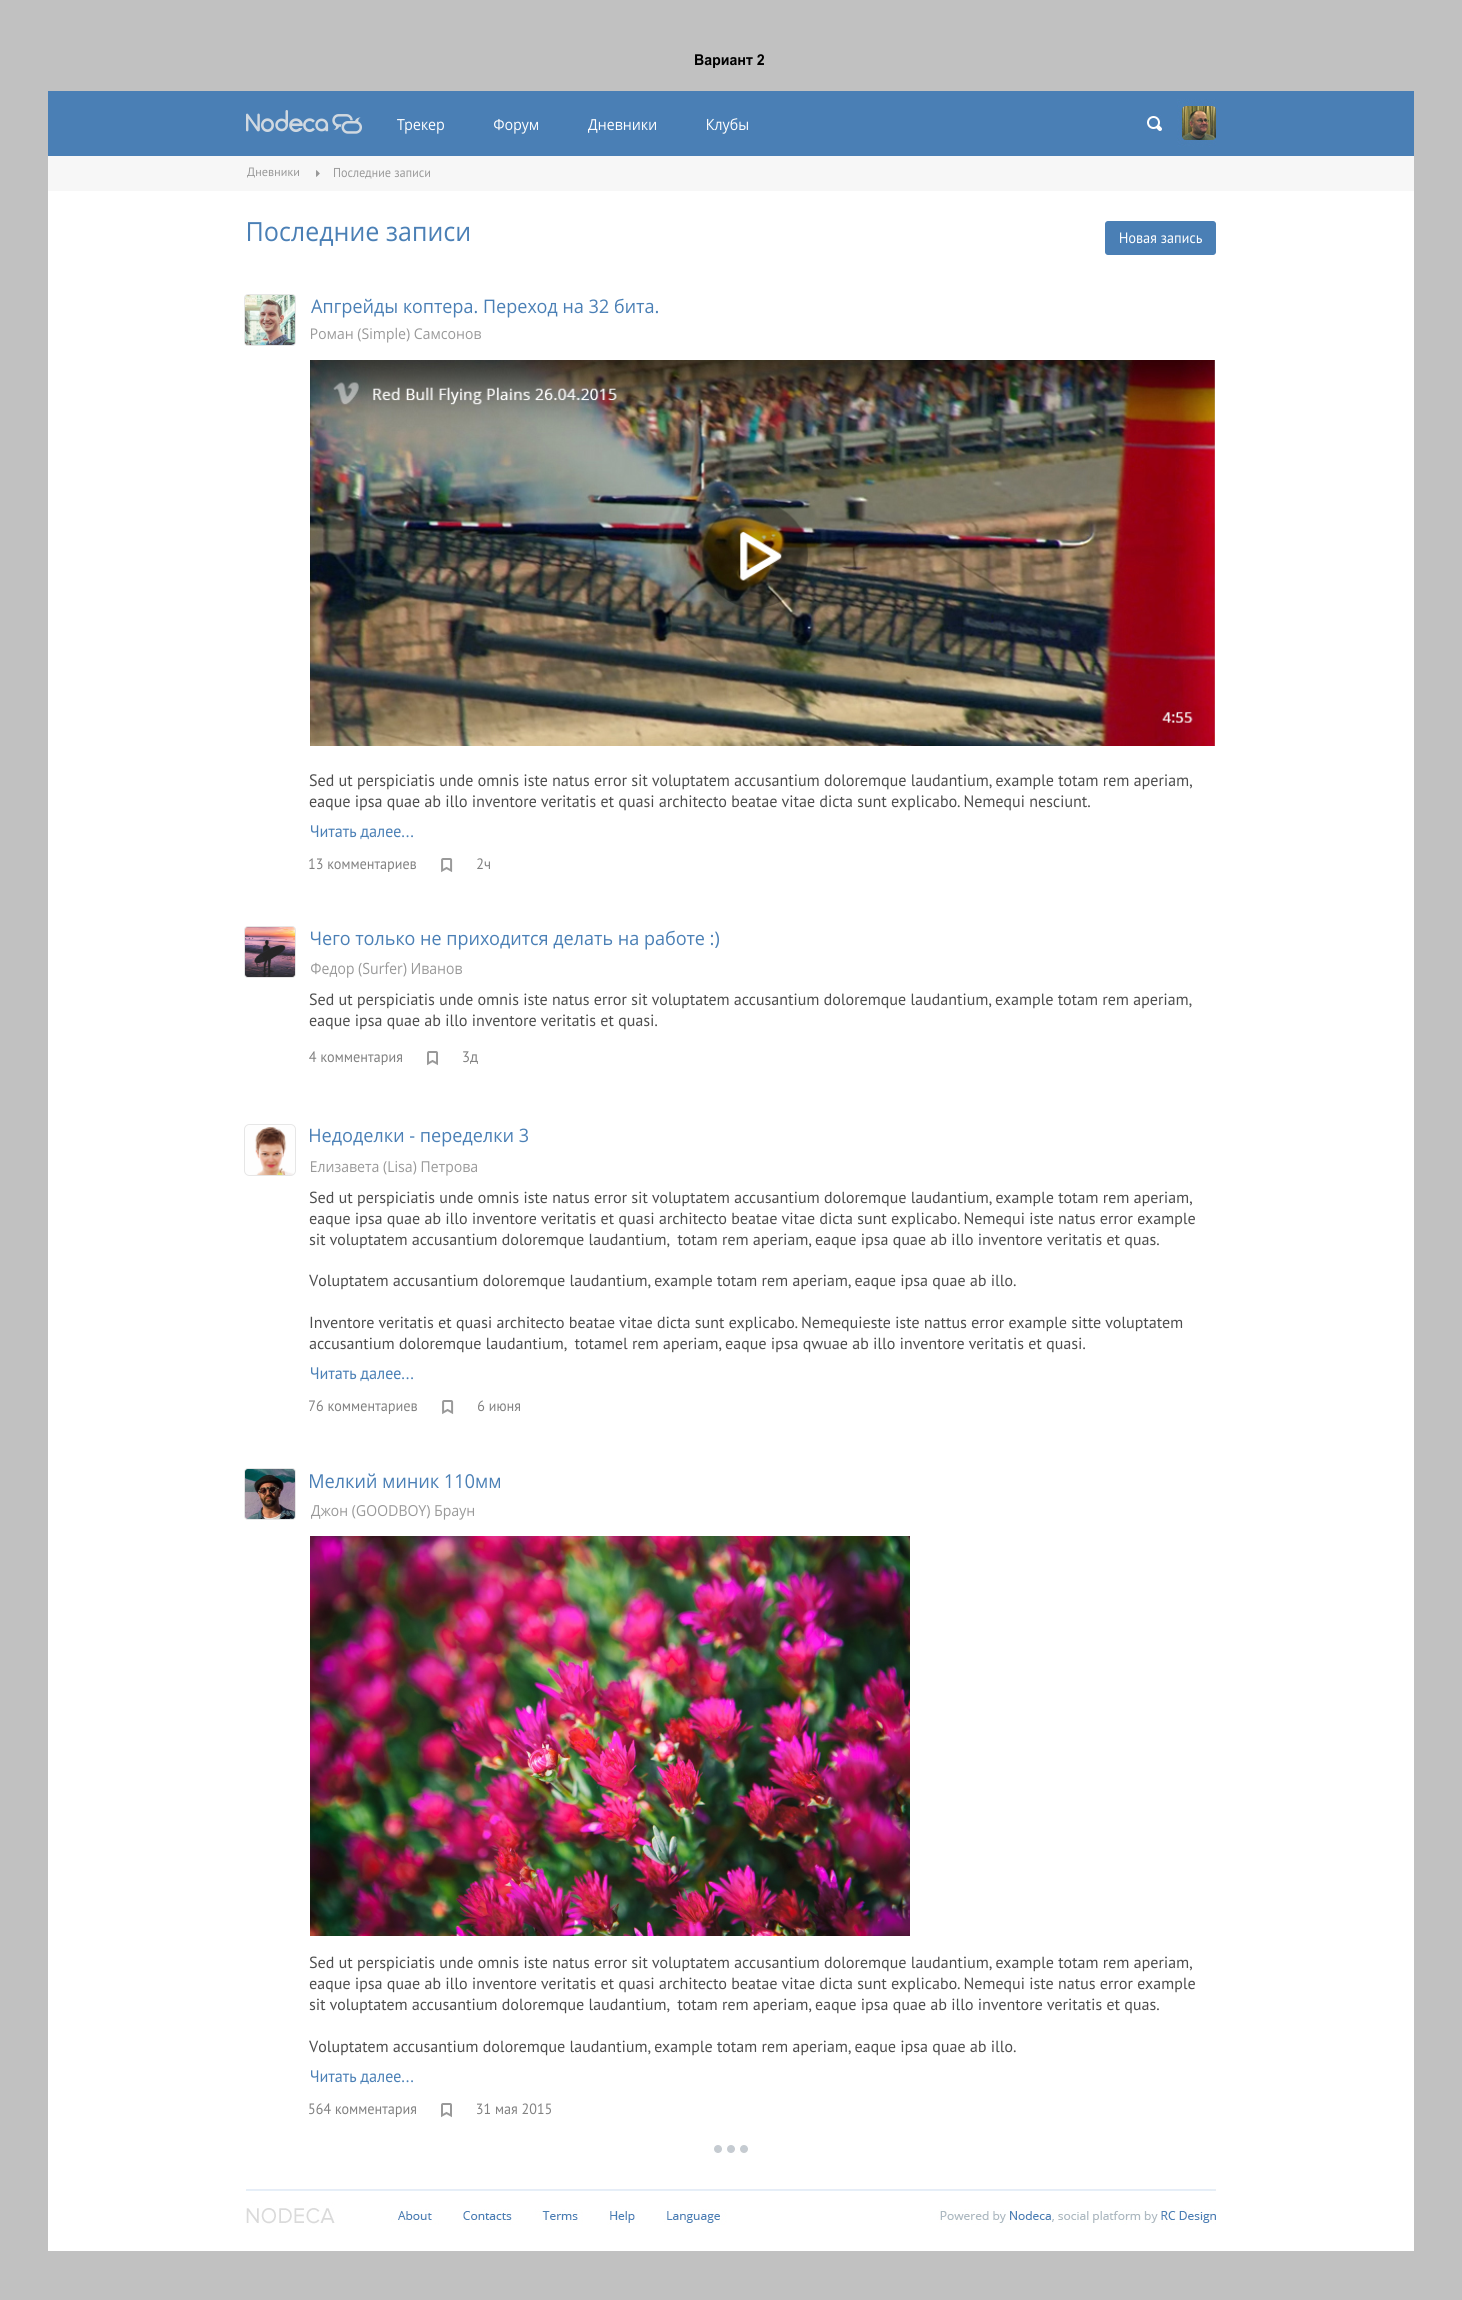 Вариант 2
Nodeca
Трекер Форум Дневники Клубы
Дневники Последние записи
Последние записи
Новая запись
Апгрейды коптера. Переход на 32 бита.
Роман (Simple) Самсонов
Red Bull Flying Plains 26.04.2015
4:55
Sed ut perspiciatis unde omnis iste natus error sit voluptatem accusantium doloremque laudantium, example totam rem aperiam,
eaque ipsa quae ab illo inventore veritatis et quasi architecto beatae vitae dicta sunt explicabo. Nemequi nesciunt.
Читать далее...
13 комментариев 2ч
Чего только не приходится делать на работе :)
Федор (Surfer) Иванов
Sed ut perspiciatis unde omnis iste natus error sit voluptatem accusantium doloremque laudantium, example totam rem aperiam,
eaque ipsa quae ab illo inventore veritatis et quasi.
4 комментария 3д
Недоделки - переделки 3
Елизавета (Lisa) Петрова
Sed ut perspiciatis unde omnis iste natus error sit voluptatem accusantium doloremque laudantium, example totam rem aperiam,
eaque ipsa quae ab illo inventore veritatis et quasi architecto beatae vitae dicta sunt explicabo. Nemequi iste natus error example
sit voluptatem accusantium doloremque laudantium,  totam rem aperiam, eaque ipsa quae ab illo inventore veritatis et quas.
Voluptatem accusantium doloremque laudantium, example totam rem aperiam, eaque ipsa quae ab illo.
Inventore veritatis et quasi architecto beatae vitae dicta sunt explicabo. Nemequieste iste nattus error example sitte voluptatem
accusantium doloremque laudantium,  totamel rem aperiam, eaque ipsa qwuae ab illo inventore veritatis et quasi.
Читать далее...
76 комментариев 6 июня
Мелкий миник 110мм
Джон (GOODBOY) Браун
Sed ut perspiciatis unde omnis iste natus error sit voluptatem accusantium doloremque laudantium, example totam rem aperiam,
eaque ipsa quae ab illo inventore veritatis et quasi architecto beatae vitae dicta sunt explicabo. Nemequi iste natus error example
sit voluptatem accusantium doloremque laudantium,  totam rem aperiam, eaque ipsa quae ab illo inventore veritatis et quas.
Voluptatem accusantium doloremque laudantium, example totam rem aperiam, eaque ipsa quae ab illo.
Читать далее...
564 комментария 31 мая 2015
NODECA About Contacts Terms Help Language Powered by Nodeca, social platform by RC Design